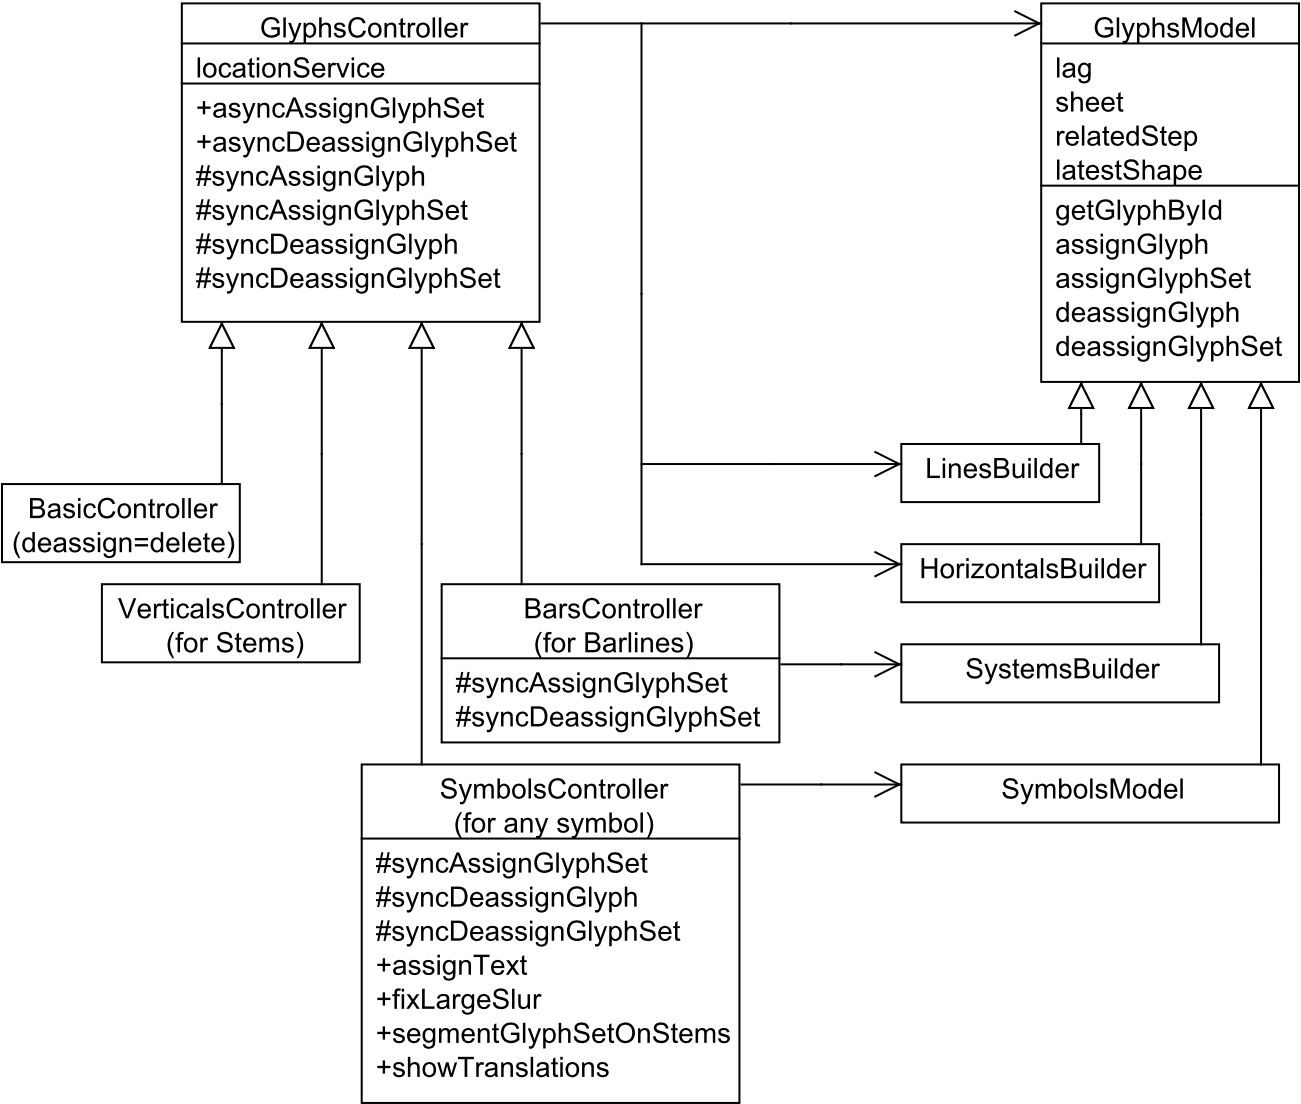 GlyphsController
locationService
+asyncAssignGlyphSet
+asyncDeassignGlyphSet
#syncAssignGlyph
#syncAssignGlyphSet
#syncDeassignGlyph
#syncDeassignGlyphSet
GlyphsModel
lag
sheet
relatedStep
latestShape
getGlyphById
assignGlyph
assignGlyphSet
deassignGlyph
deassignGlyphSet
LinesBuilder
BasicController
(deassign=delete)
HorizontalsBuilder
VerticalsController
(for Stems)
BarsController
(for Barlines)
#syncAssignGlyphSet
#syncDeassignGlyphSet
SystemsBuilder
SymbolsController
(for any symbol)
#syncAssignGlyphSet
#syncDeassignGlyph
#syncDeassignGlyphSet
+assignText
+fixLargeSlur
+segmentGlyphSetOnStems
+showTranslations
SymbolsModel